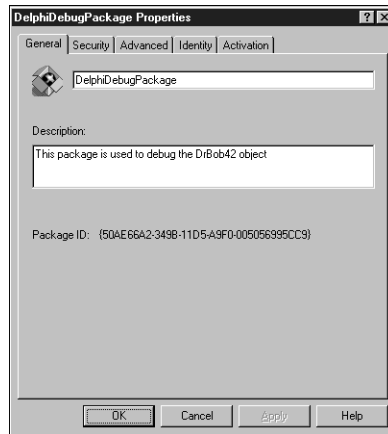 DelphiDebugPackage Properties
General Security Advanced Identity Activation
DelphiDebugPackage
Description:
This package is used to debug the DrBob42 object
Package ID: {50AE66A2-349B-11D5-A9F0-005056995CC9}
OK Cancel Apply Help